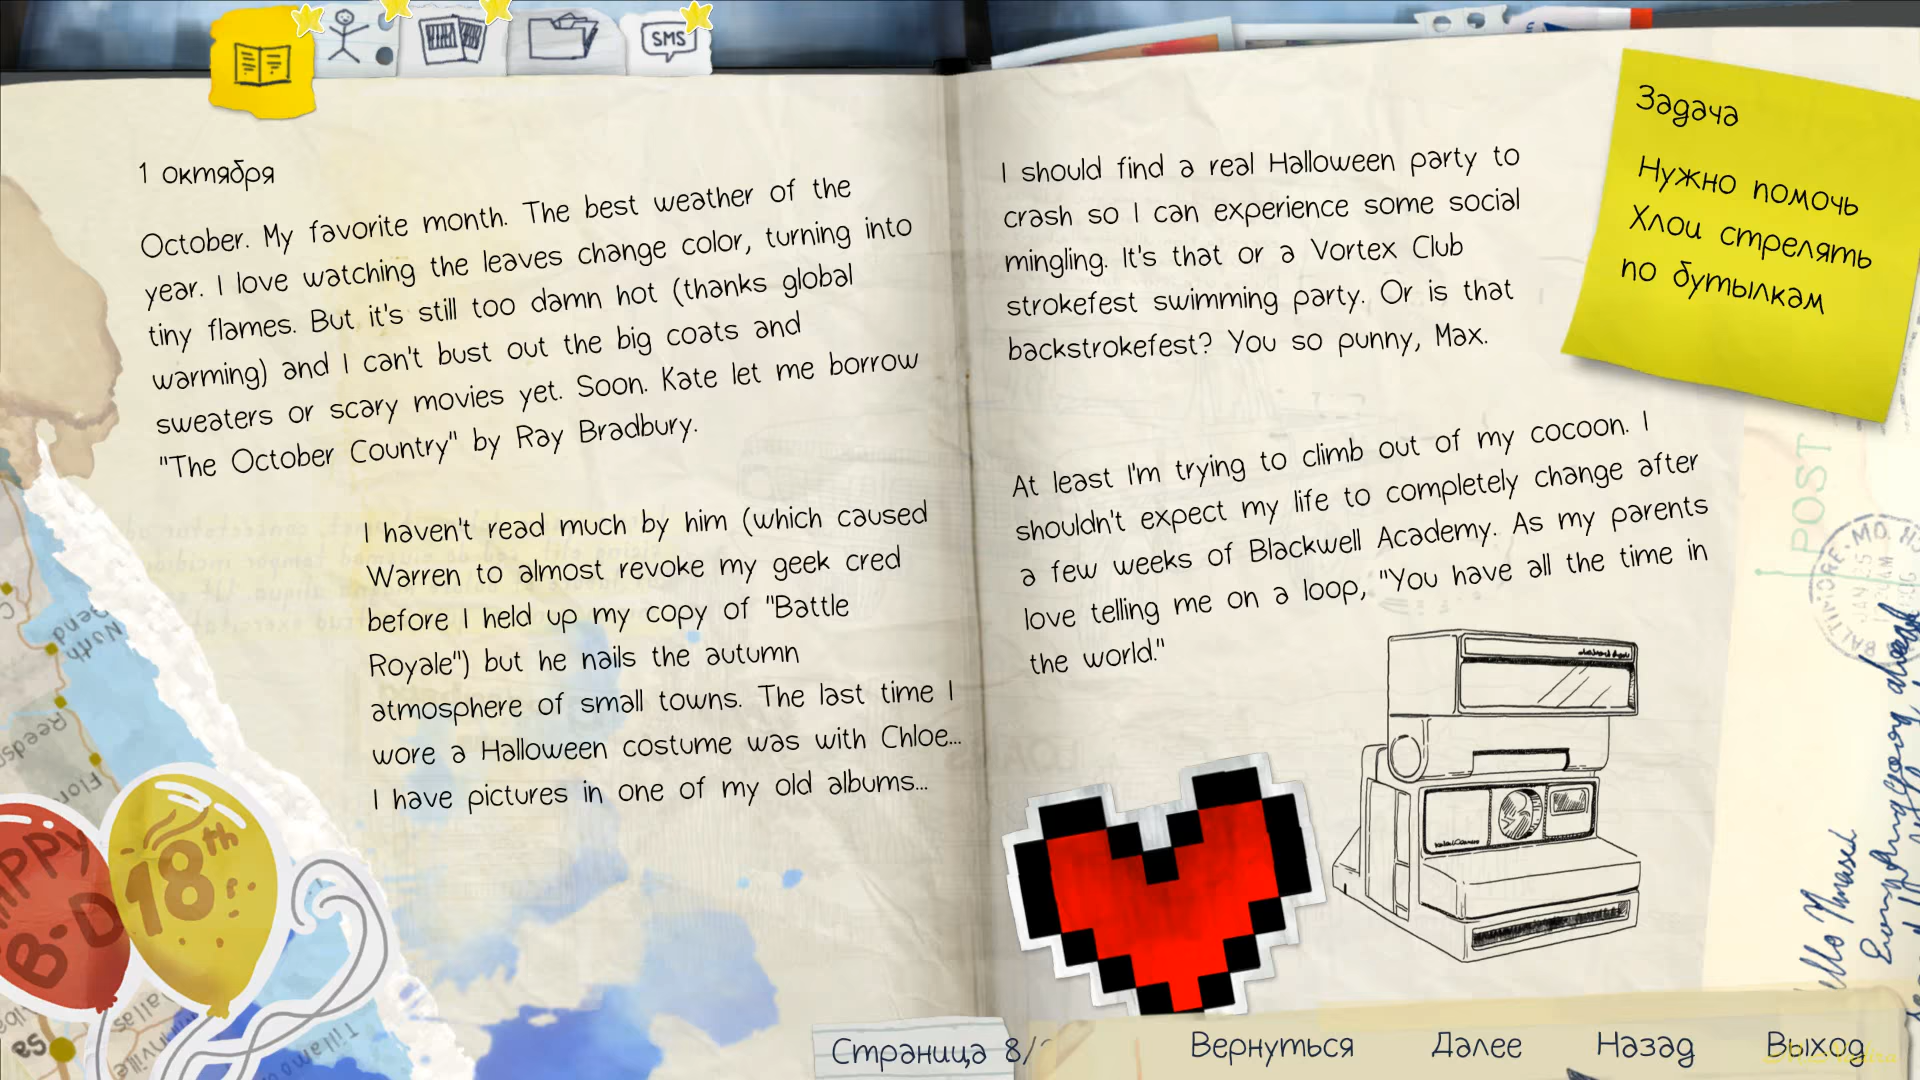 SMS
1 октября
October. My favorite month. The best weather of the
year. I love watching the leaves change color, turning into
tiny flames. But it's still too damn hot (thanks global
warming) and I can't bust out the big coats and
sweaters or scary movies yet. Soon. Kate let me borrow
"The October Country" by Ray Bradbury.
I haven't read much by him (which caused
Warren to almost revoke my geek cred
before I held up my copy of "Battle
Royale") but he nails the autumn
atmosphere of small towns. The last time I
wore a Halloween costume was with Chloe...
I have pictures in one of my old albums...
I should find a real Halloween party to
crash so I can experience some social
mingling. It's that or a Vortex Club
strokefest swimming party. Or is that
backstrokefest? You so punny, Max.
At least I'm trying to climb out of my cocoon. I
shouldn't expect my life to completely change after
a few weeks of Blackwell Academy. As my parents
love telling me on a loop, "You have all the time in
the world."
Задача
Нужно помочь
Хлои стрелять
по бутылкам
POST
North
Bend
B-D
18th
Страница 8/
Вернуться
Далее
Назад
Выход